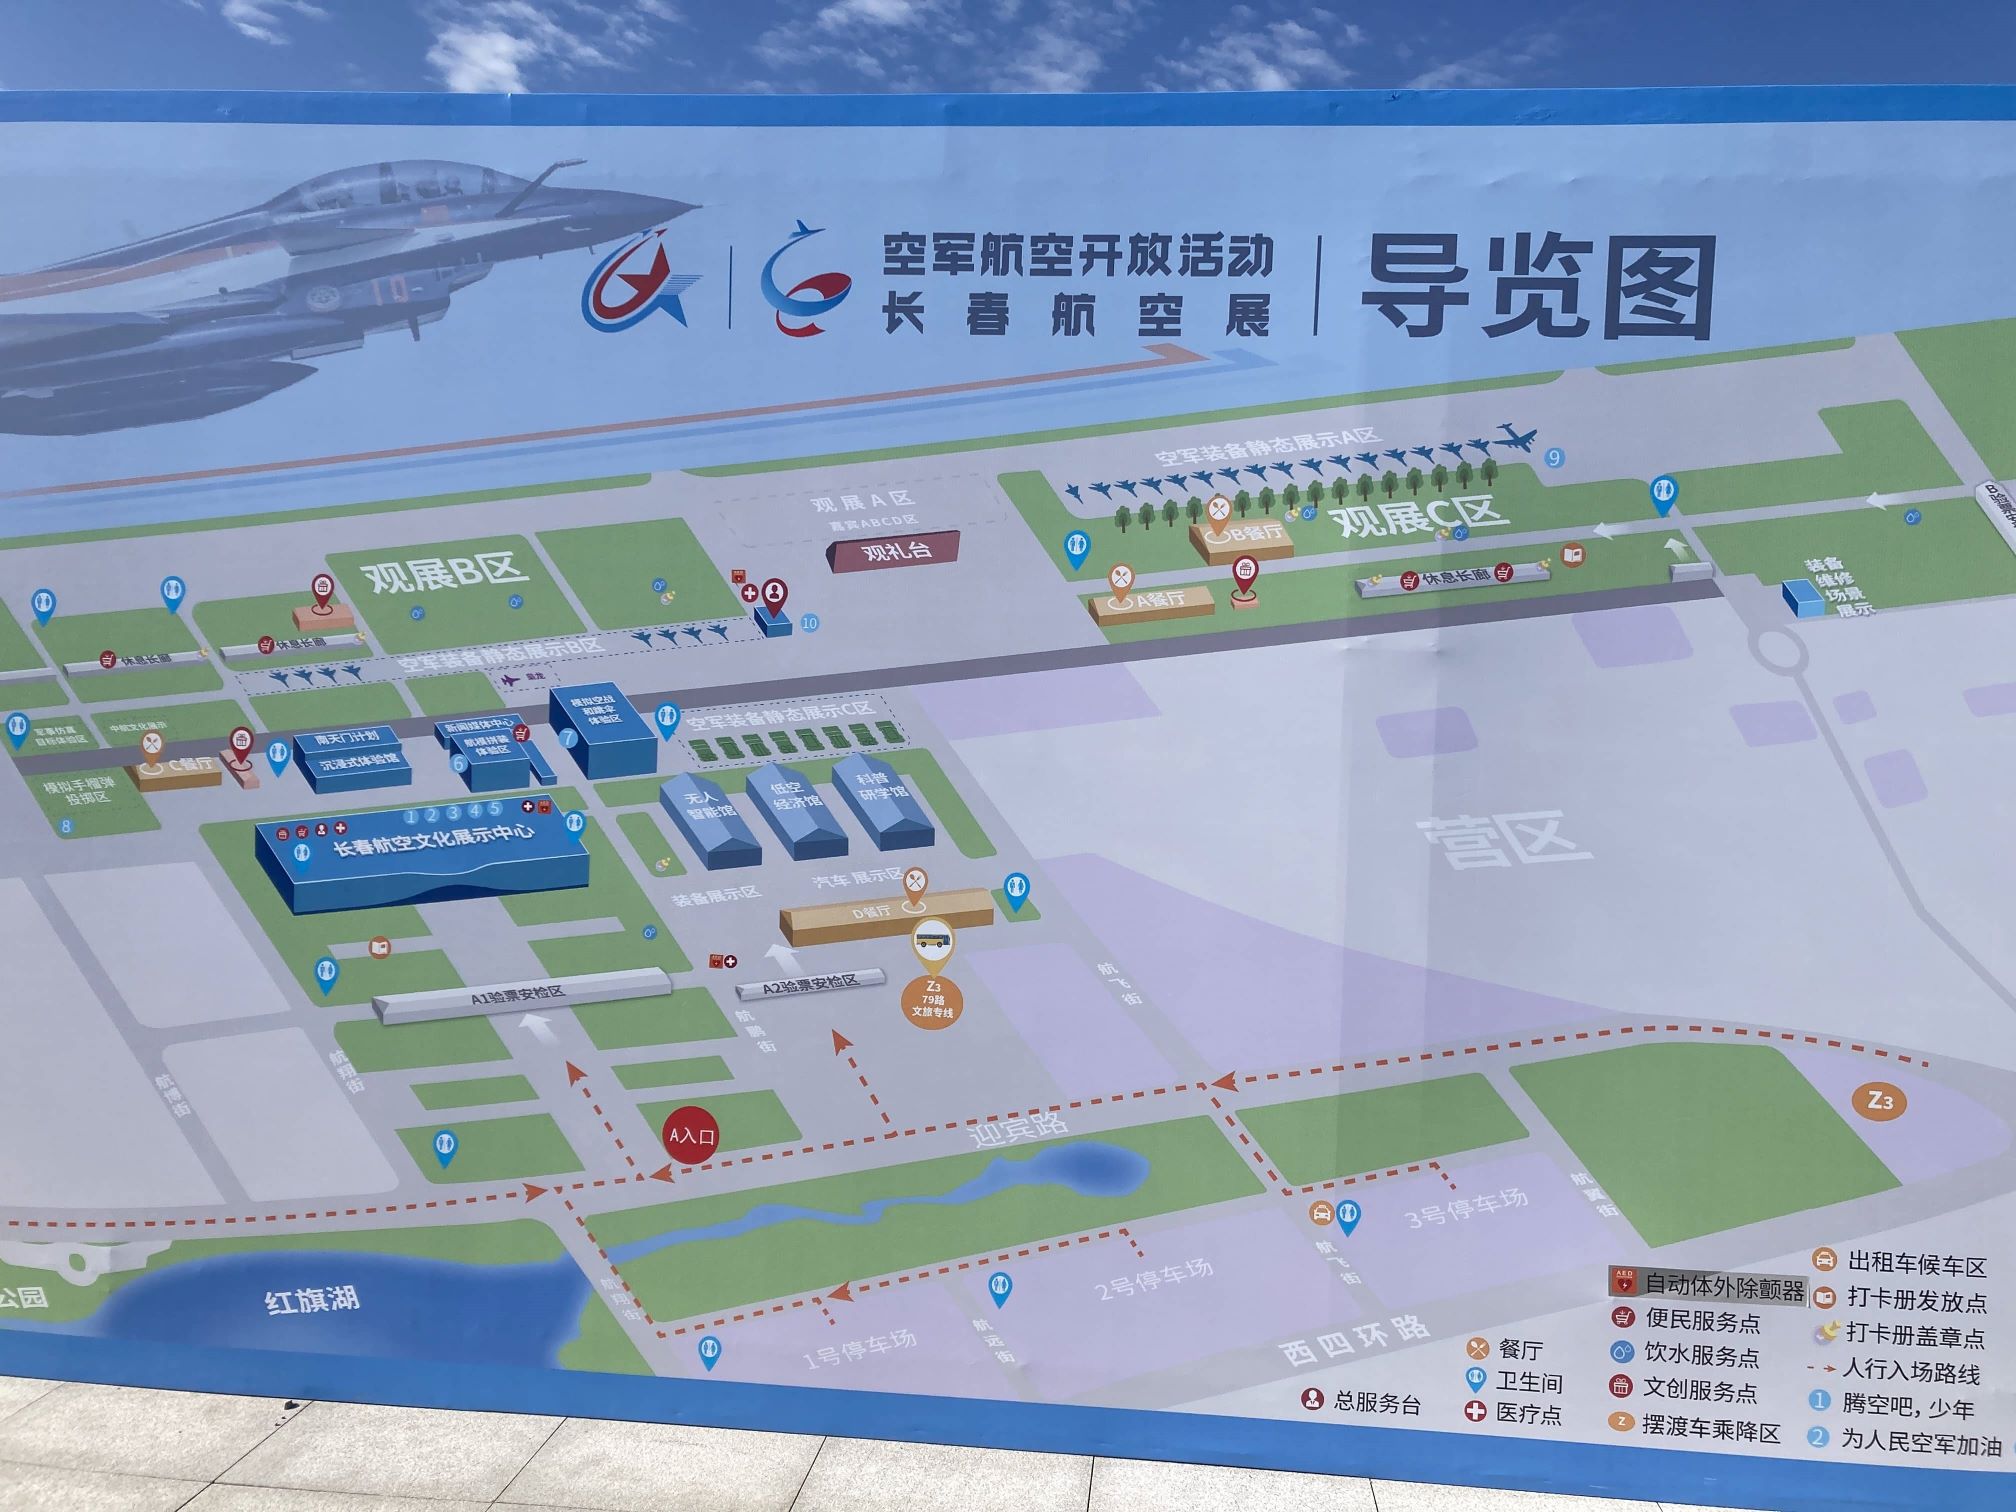 空军航空开放活动
长春航空展
导览图
空军装备静态展示A区
9
观展A区
嘉宾ABCD区
观礼台
B餐厅
观展C区
A餐厅
休息长廊
装备
维修
场景
展示
观展B区
10
休息长廊
休息长廊
空军装备静态展示B区
军事仿真
目标体验区
中航文化展示
C餐厅
模拟手榴弹
投掷区
8
南天门计划
沉浸式体验馆
新闻媒体中心
航模拼装
体验区
6
模拟空战
和跳伞
体验区
7
空军装备静态展示C区
无人
智能馆
低空
经济馆
科普
研学馆
1 2 3 4 5
长春航空文化展示中心
装备展示区
汽车展示区
D餐厅
营区
A1验票安检区
A2验票安检区
Z3
79路
文旅专线
航飞街
航鹏街
航翔街
航博街
A入口
迎宾路
Z3
航翼街
3号停车场
2号停车场
1号停车场
航飞街
航远街
航翔街
西四环路
红旗湖
公园
总服务台
餐厅
卫生间
医疗点
AED
自动体外除颤器
便民服务点
饮水服务点
文创服务点
Z 摆渡车乘降区
出租车候车区
打卡册发放点
打卡册盖章点
人行入场路线
1 腾空吧,少年
2 为人民空军加油